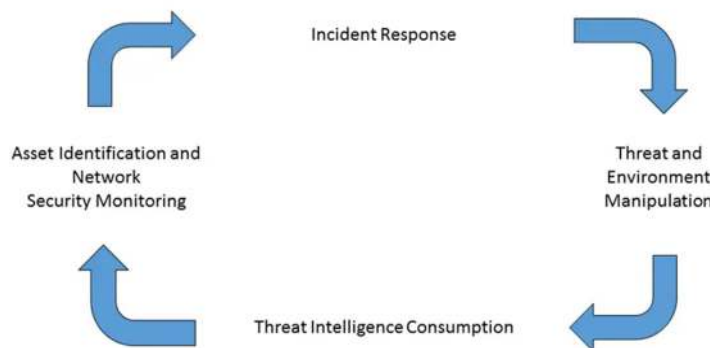 Incident Response
Asset Identification and
Network
Security Monitoring
Threat and
Environment
Manipulation
Threat Intelligence Consumption